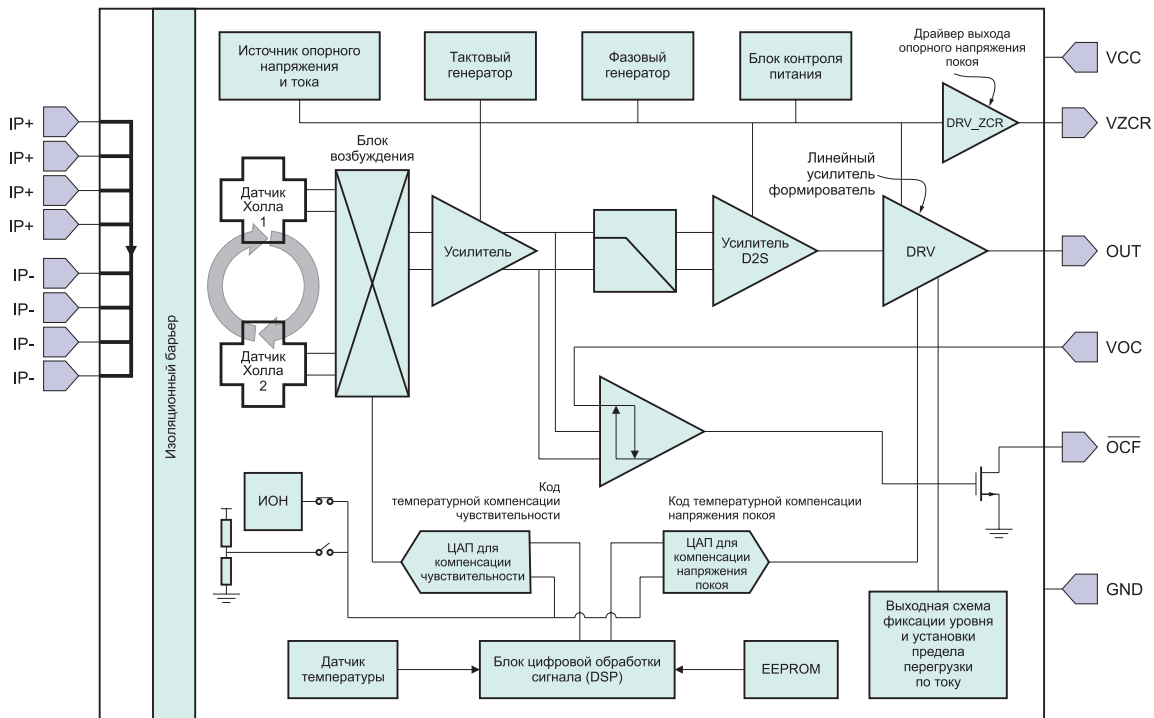 Источник опорного
напряжения
и тока
Тактовый
генератор
Фазовый
генератор
Блок контроля
питания
Драйвер выхода
опорного напряжения
покоя
VCC
IP+
IP+
IP+
IP+
IP-
IP-
IP-
IP-
Изоляционный барьер
DRV_ZCR
VZCR
Блок
возбуждения
Линейный
усилитель
формирователь
Датчик
Холла
1
Датчик
Холла
2
Усилитель
Усилитель
D2S
DRV
OUT
VOC
OCF
ИОН
Код
температурной компенсации
чувствительности
Код температурной компенсации
напряжения покоя
ЦАП для
компенсации
чувствительности
ЦАП для
компенсации
напряжения
покоя
GND
Выходная схема
фиксации уровня
и установки
предела
перегрузки
по току
Датчик
температуры
Блок цифровой обработки
сигнала (DSP)
EEPROM